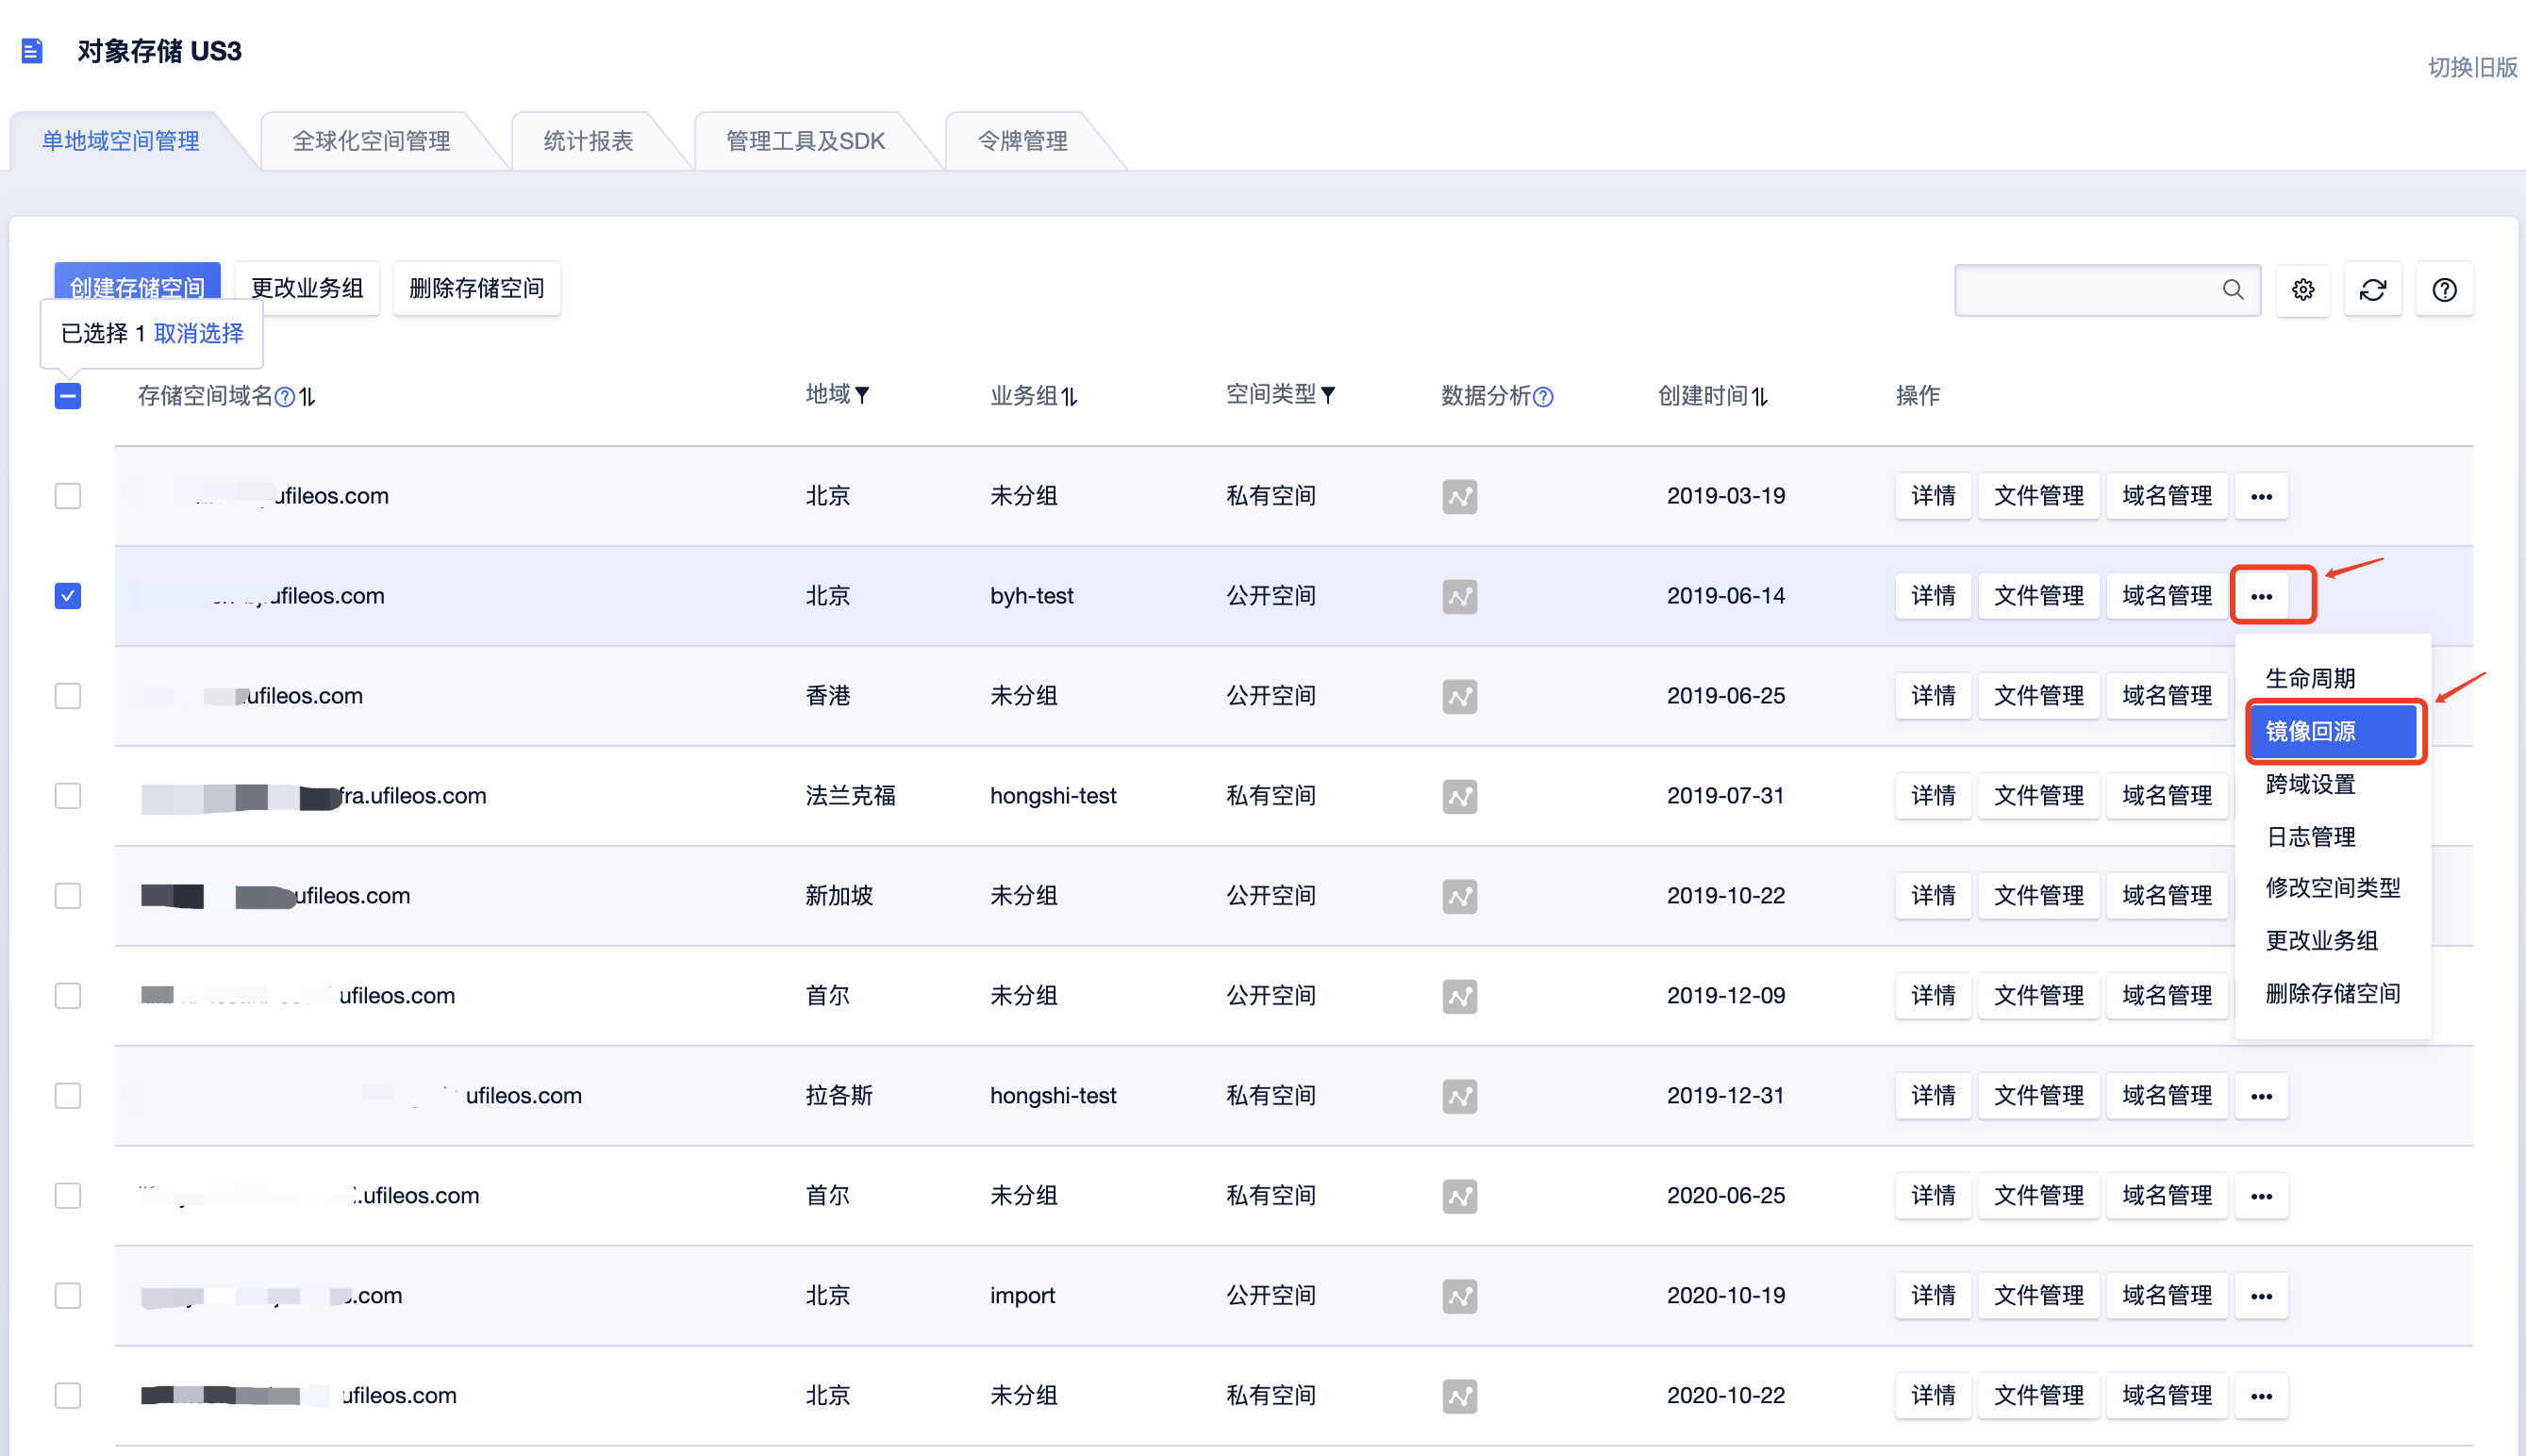 对象存储 US3
切换旧版
单地域空间管理 全球化空间管理 统计报表 管理工具及SDK 令牌管理
创建存储空间 更改业务组 删除存储空间
已选择 1 取消选择
存储空间域名 地域 业务组 空间类型 数据分析 创建时间 操作
ufileos.com 北京 未分组 私有空间 2019-03-19 详情 文件管理 域名管理 •••
ufileos.com 北京 byh-test 公开空间 2019-06-14 详情 文件管理 域名管理 •••
ufileos.com 香港 未分组 公开空间 2019-06-25 详情 文件管理 域名管理
fra.ufileos.com 法兰克福 hongshi-test 私有空间 2019-07-31 详情 文件管理 域名管理
ufileos.com 新加坡 未分组 公开空间 2019-10-22 详情 文件管理 域名管理
ufileos.com 首尔 未分组 公开空间 2019-12-09 详情 文件管理 域名管理
生命周期
镜像回源
跨域设置
日志管理
修改空间类型
更改业务组
删除存储空间
ufileos.com 拉各斯 hongshi-test 私有空间 2019-12-31 详情 文件管理 域名管理 •••
.ufileos.com 首尔 未分组 私有空间 2020-06-25 详情 文件管理 域名管理 •••
.com 北京 import 公开空间 2020-10-19 详情 文件管理 域名管理 •••
ufileos.com 北京 未分组 私有空间 2020-10-22 详情 文件管理 域名管理 •••